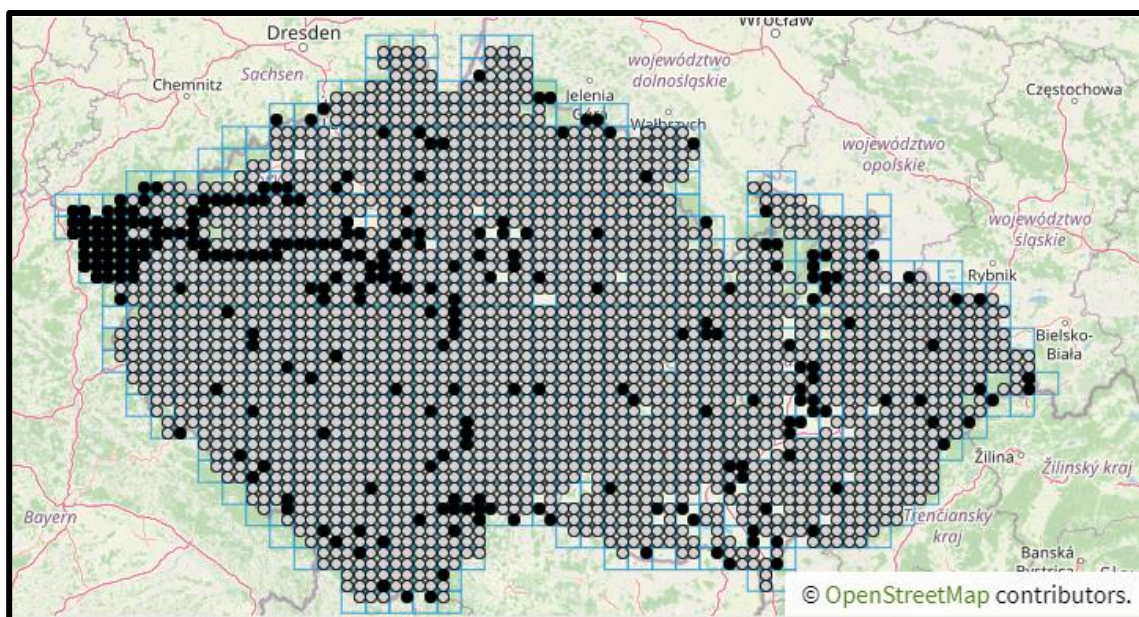 Wrocław
Dresden
województwo
dolnośląskie
Sachsen
Chemnitz
Jelenia
Częstochowa
Wałbrzych
województwo
opolskie
województwo
śląskie
Rybnik
Bielsko-
Biała
Žilina
Žilinský kraj
Bayern
Trenčiansky
kraj
Banská
© OpenStreetMap contributors.